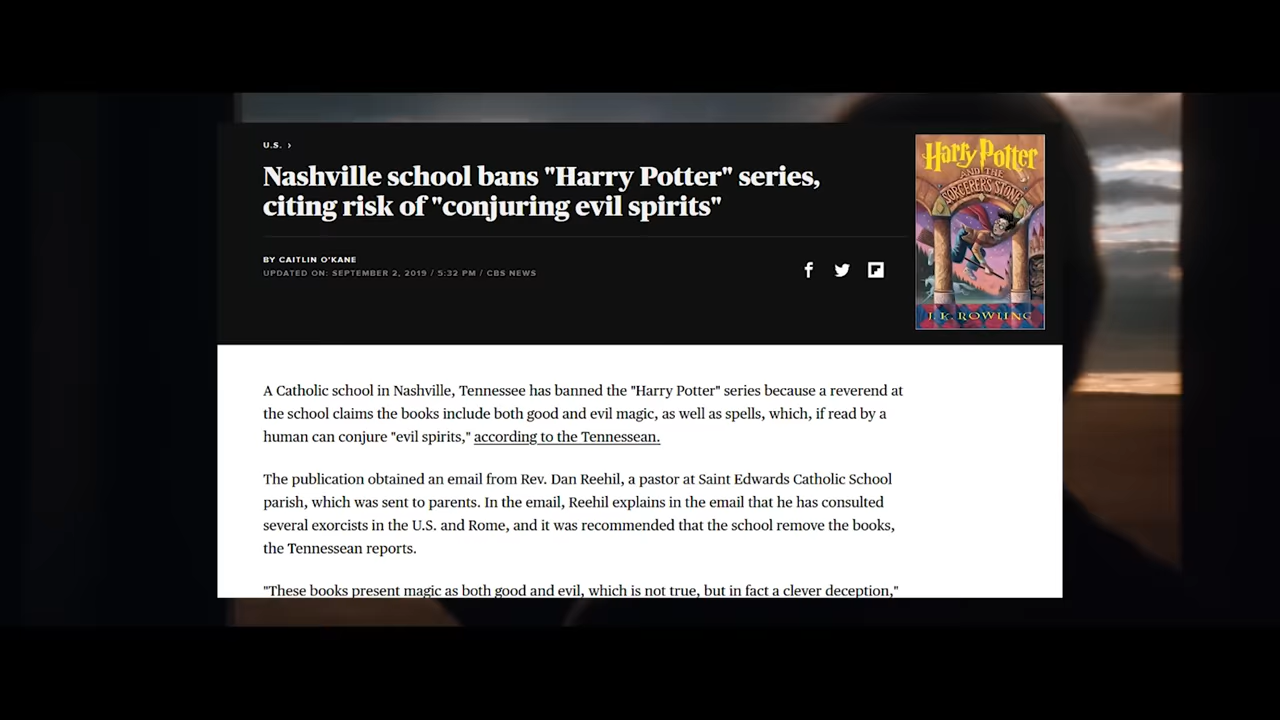 U.S. ›
Nashville school bans "Harry Potter" series,
citing risk of "conjuring evil spirits"
BY CAITLIN O'KANE
UPDATED ON: SEPTEMBER 2, 2019 / 5:32 PM / CBS NEWS
Harry Potter
AND THE
SORCERER'S STONE
J. K. ROWLING
A Catholic school in Nashville, Tennessee has banned the "Harry Potter" series because a reverend at
the school claims the books include both good and evil magic, as well as spells, which, if read by a
human can conjure "evil spirits," according to the Tennessean.
The publication obtained an email from Rev. Dan Reehil, a pastor at Saint Edwards Catholic School
parish, which was sent to parents. In the email, Reehil explains in the email that he has consulted
several exorcists in the U.S. and Rome, and it was recommended that the school remove the books,
the Tennessean reports.
"These books present magic as both good and evil, which is not true, but in fact a clever deception,"